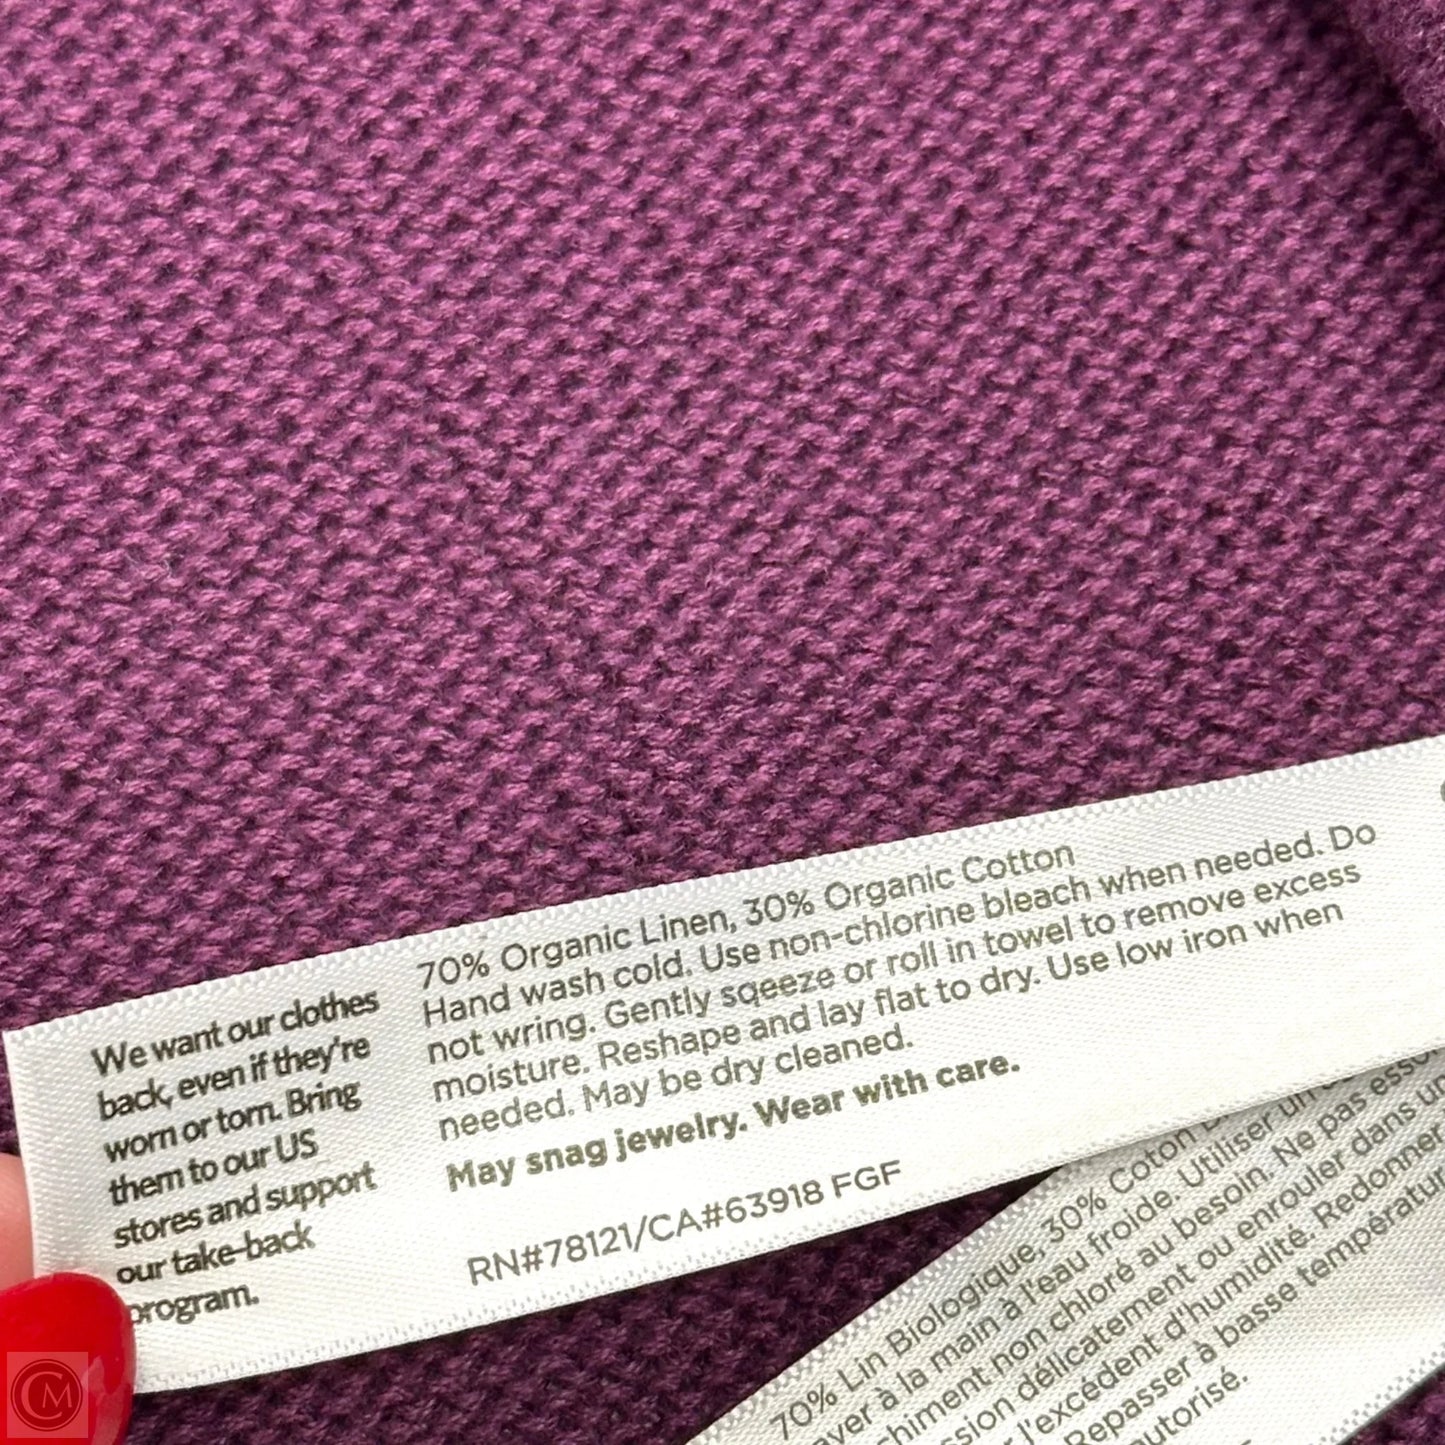 We want our clothes
back, even if they're
worn or torn. Bring
them to our US
stores and support
our take-back
program.
70% Organic Linen, 30% Organic Cotton
Hand wash cold. Use non-chlorine bleach when needed. Do
not wring. Gently sqeeze or roll in towel to remove excess
moisture. Reshape and lay flat to dry. Use low iron when
needed. May be dry cleaned.
May snag jewelry. Wear with care.
RN#78121/CA#63918 FGF
70% Lin Biologique, 30% Coton
à la main à l'eau froide. Utiliser un
non chloré au besoin. Ne pas
délicatement ou enrouler dans
l'excédent d'humidité. Redonner
Repasser à basse
CM